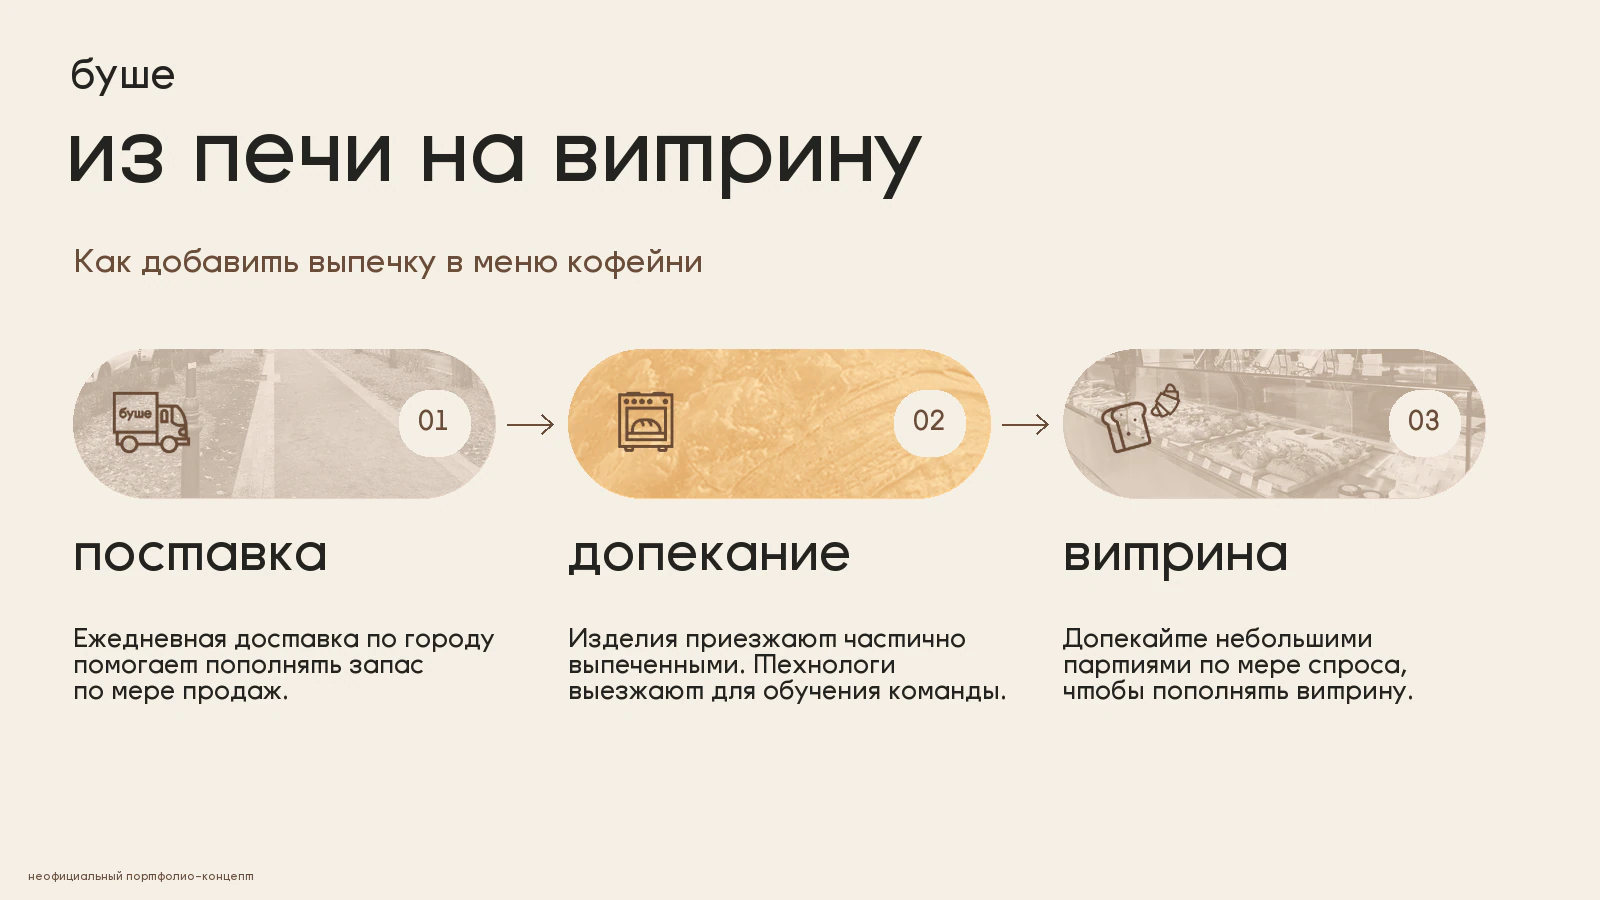 буше
из печи на витрину
Как добавить выпечку в меню кофейни
буше
01
02
03
поставка
допекание
витрина
Ежедневная доставка по городу
помогает пополнять запас
по мере продаж.
Изделия приезжают частично
выпеченными. Технологи
выезжают для обучения команды.
Допекайте небольшими
партиями по мере спроса,
чтобы пополнять витрину.
неофициальный портфолио-концепт